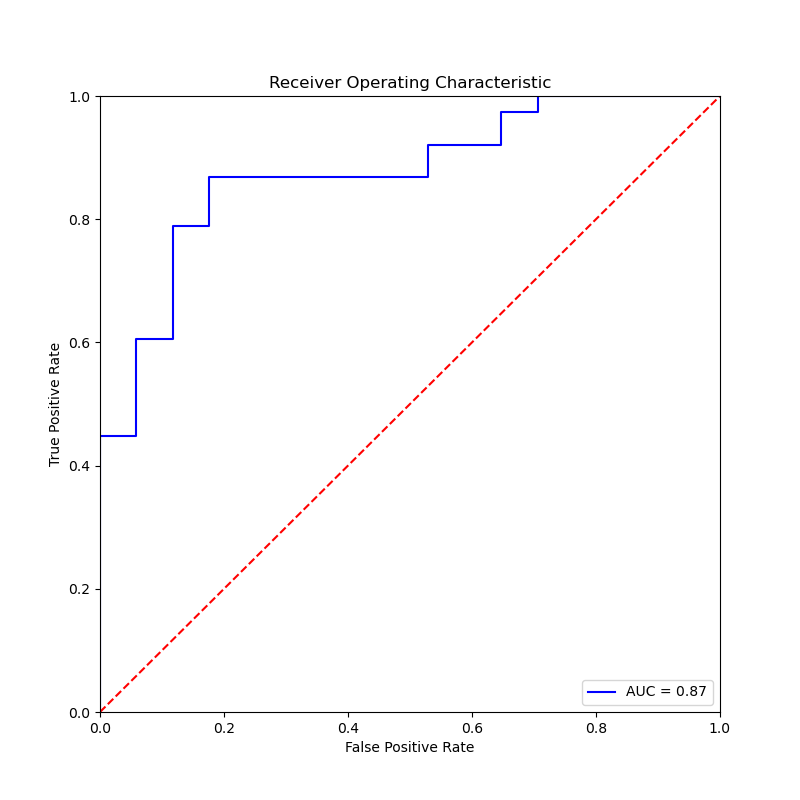 Receiver Operating Characteristic
1.0
0.8
0.6
0.4
0.2
0.0
True Positive Rate
AUC = 0.87
0.0 0.2 0.4 0.6 0.8 1.0
False Positive Rate